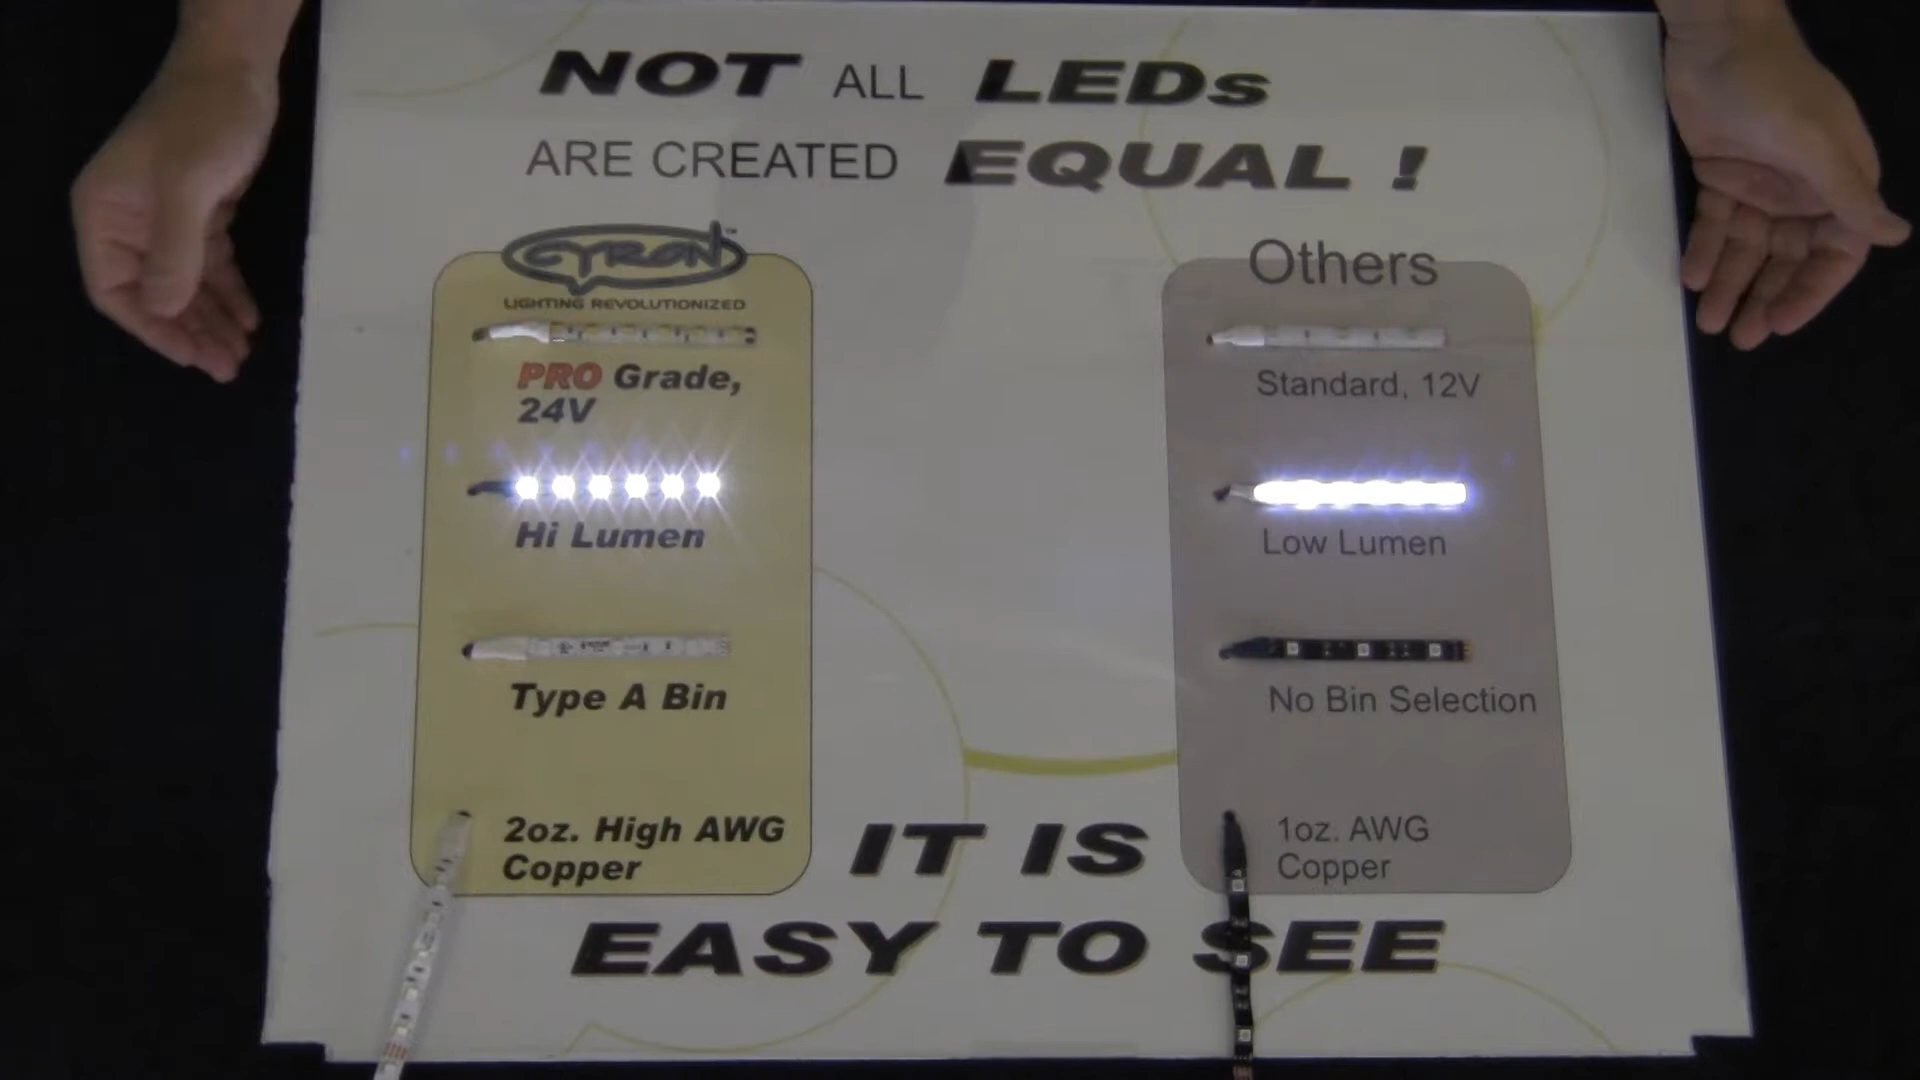 NOT ALL LEDs
ARE CREATED EQUAL !
CYRON™
LIGHTING REVOLUTIONIZED
PRO Grade,
24V
Hi Lumen
Type A Bin
2oz. High AWG
Copper
Others
Standard, 12V
Low Lumen
No Bin Selection
1oz. AWG
Copper
IT IS
EASY TO SEE